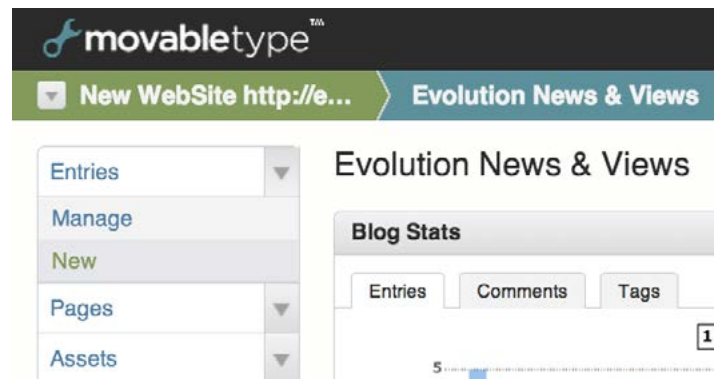 movabletype™
New WebSite http://e... Evolution News & Views
Entries
Manage
New
Pages
Assets
Evolution News & Views
Blog Stats
Entries Comments Tags
1
5